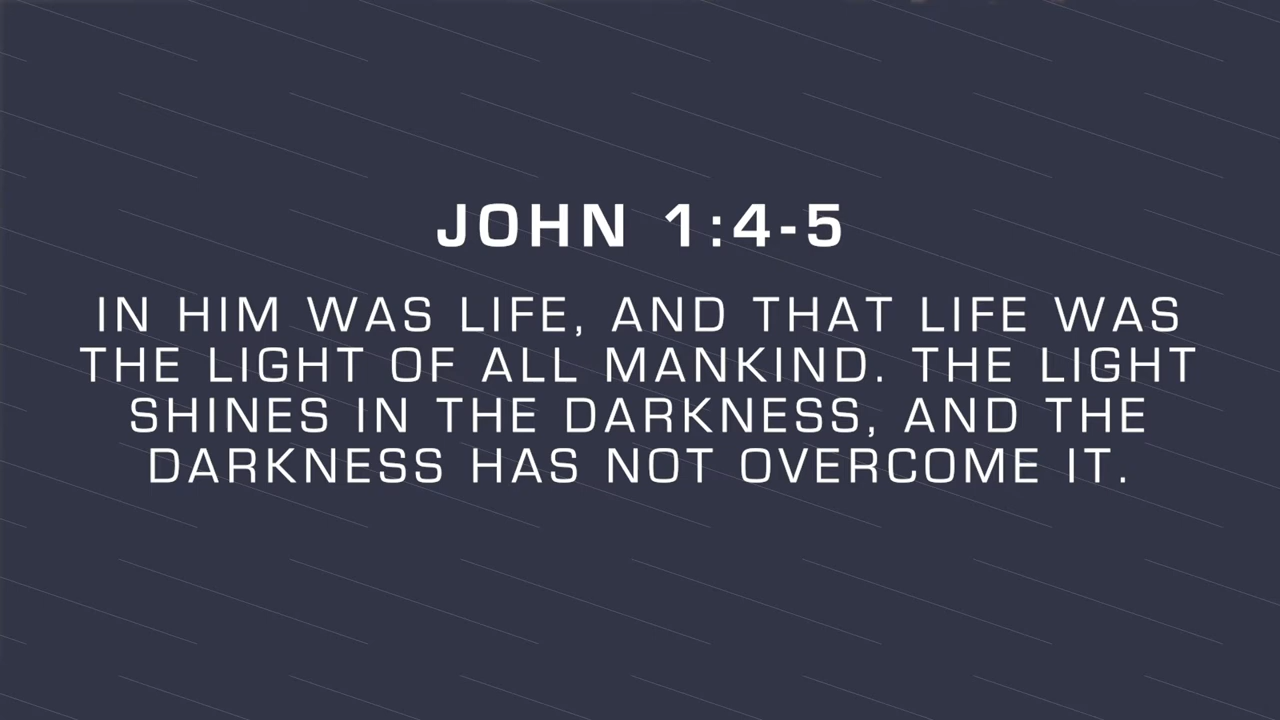 JOHN 1:4-5
IN HIM WAS LIFE, AND THAT LIFE WAS
THE LIGHT OF ALL MANKIND. THE LIGHT
SHINES IN THE DARKNESS, AND THE
DARKNESS HAS NOT OVERCOME IT.